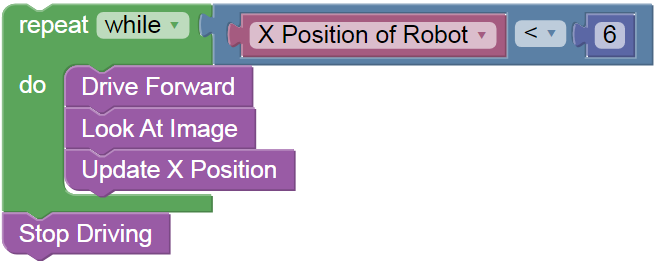 repeat while X Position of Robot < 6
do Drive Forward
Look At Image
Update X Position
Stop Driving